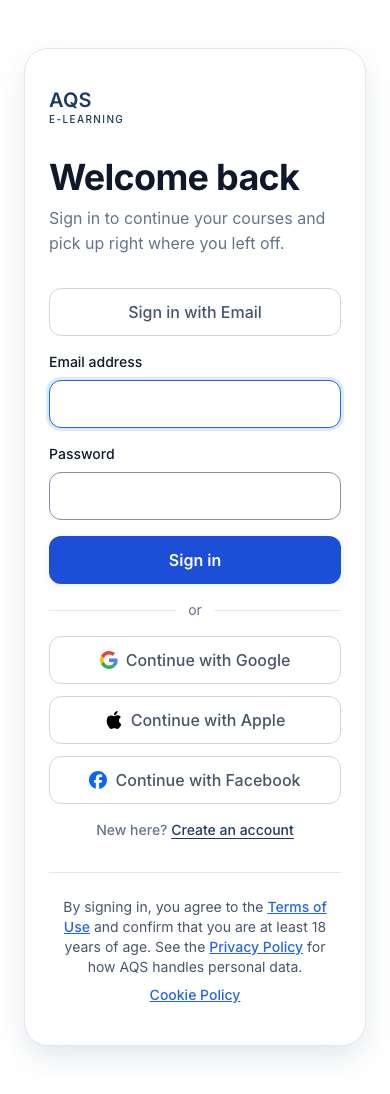 AQS
E-LEARNING
Welcome back
Sign in to continue your courses and
pick up right where you left off.
Sign in with Email
Email address
Password
Sign in
or
Continue with Google
Continue with Apple
Continue with Facebook
New here? Create an account
By signing in, you agree to the Terms of
Use and confirm that you are at least 18
years of age. See the Privacy Policy for
how AQS handles personal data.
Cookie Policy